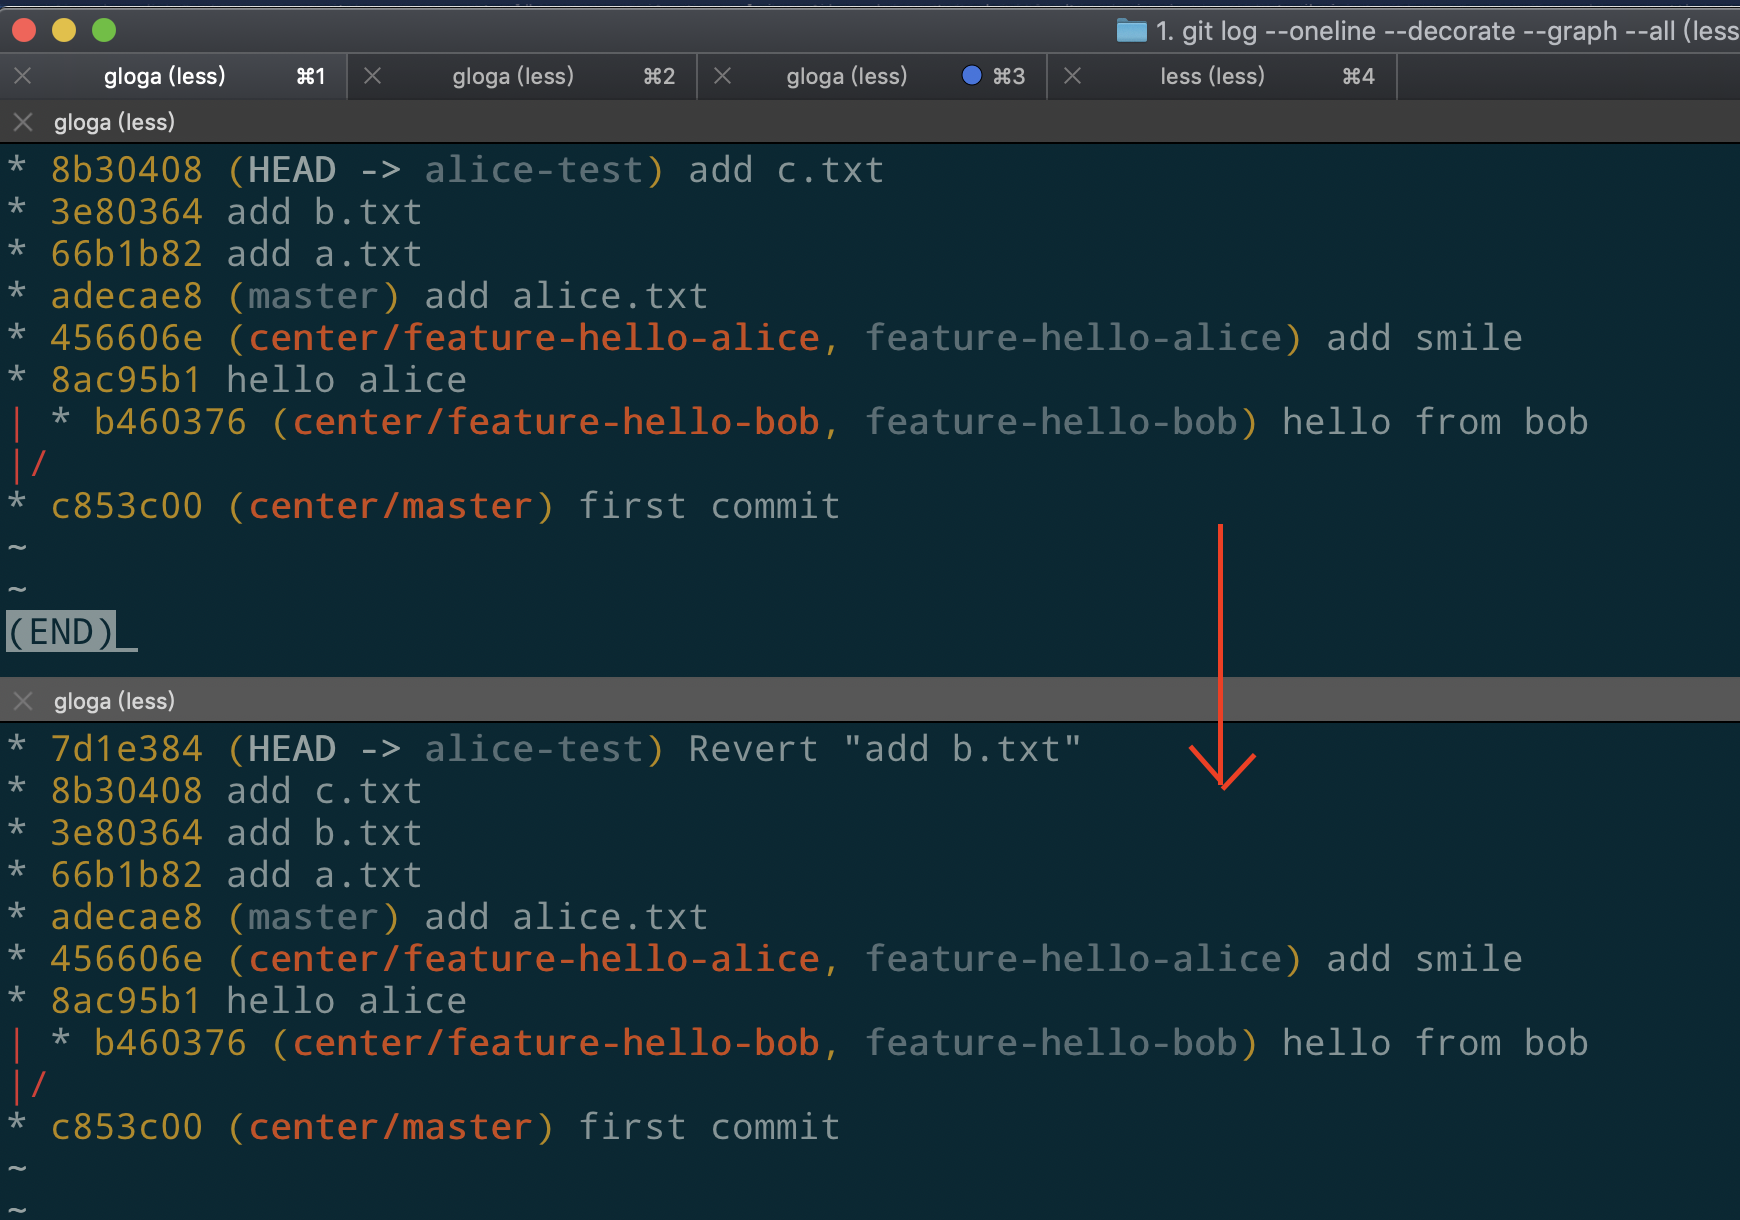 1. git log --oneline --decorate --graph --all (less
gloga (less) ⌘1 gloga (less) ⌘2 gloga (less) ⌘3 less (less) ⌘4
gloga (less)
* 8b30408 (HEAD -> alice-test) add c.txt
* 3e80364 add b.txt
* 66b1b82 add a.txt
* adecae8 (master) add alice.txt
* 456606e (center/feature-hello-alice, feature-hello-alice) add smile
* 8ac95b1 hello alice
| * b460376 (center/feature-hello-bob, feature-hello-bob) hello from bob
|/
* c853c00 (center/master) first commit
~
~
(END)
gloga (less)
* 7d1e384 (HEAD -> alice-test) Revert "add b.txt"
* 8b30408 add c.txt
* 3e80364 add b.txt
* 66b1b82 add a.txt
* adecae8 (master) add alice.txt
* 456606e (center/feature-hello-alice, feature-hello-alice) add smile
* 8ac95b1 hello alice
| * b460376 (center/feature-hello-bob, feature-hello-bob) hello from bob
|/
* c853c00 (center/master) first commit
~
~